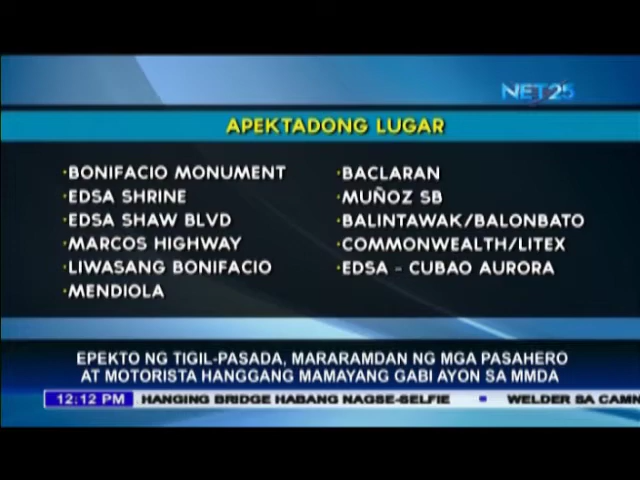 NET25
APEKTADONG LUGAR
·BONIFACIO MONUMENT
·EDSA SHRINE
·EDSA SHAW BLVD
·MARCOS HIGHWAY
·LIWASANG BONIFACIO
·MENDIOLA
·BACLARAN
·MUÑOZ SB
·BALINTAWAK/BALONBATO
·COMMONWEALTH/LITEX
·EDSA – CUBAO AURORA
EPEKTO NG TIGIL-PASADA, MARARAMDAN NG MGA PASAHERO
AT MOTORISTA HANGGANG MAMAYANG GABI AYON SA MMDA
12:12 PM HANGING BRIDGE HABANG NAGSE-SELFIE ▪ WELDER SA CAMN